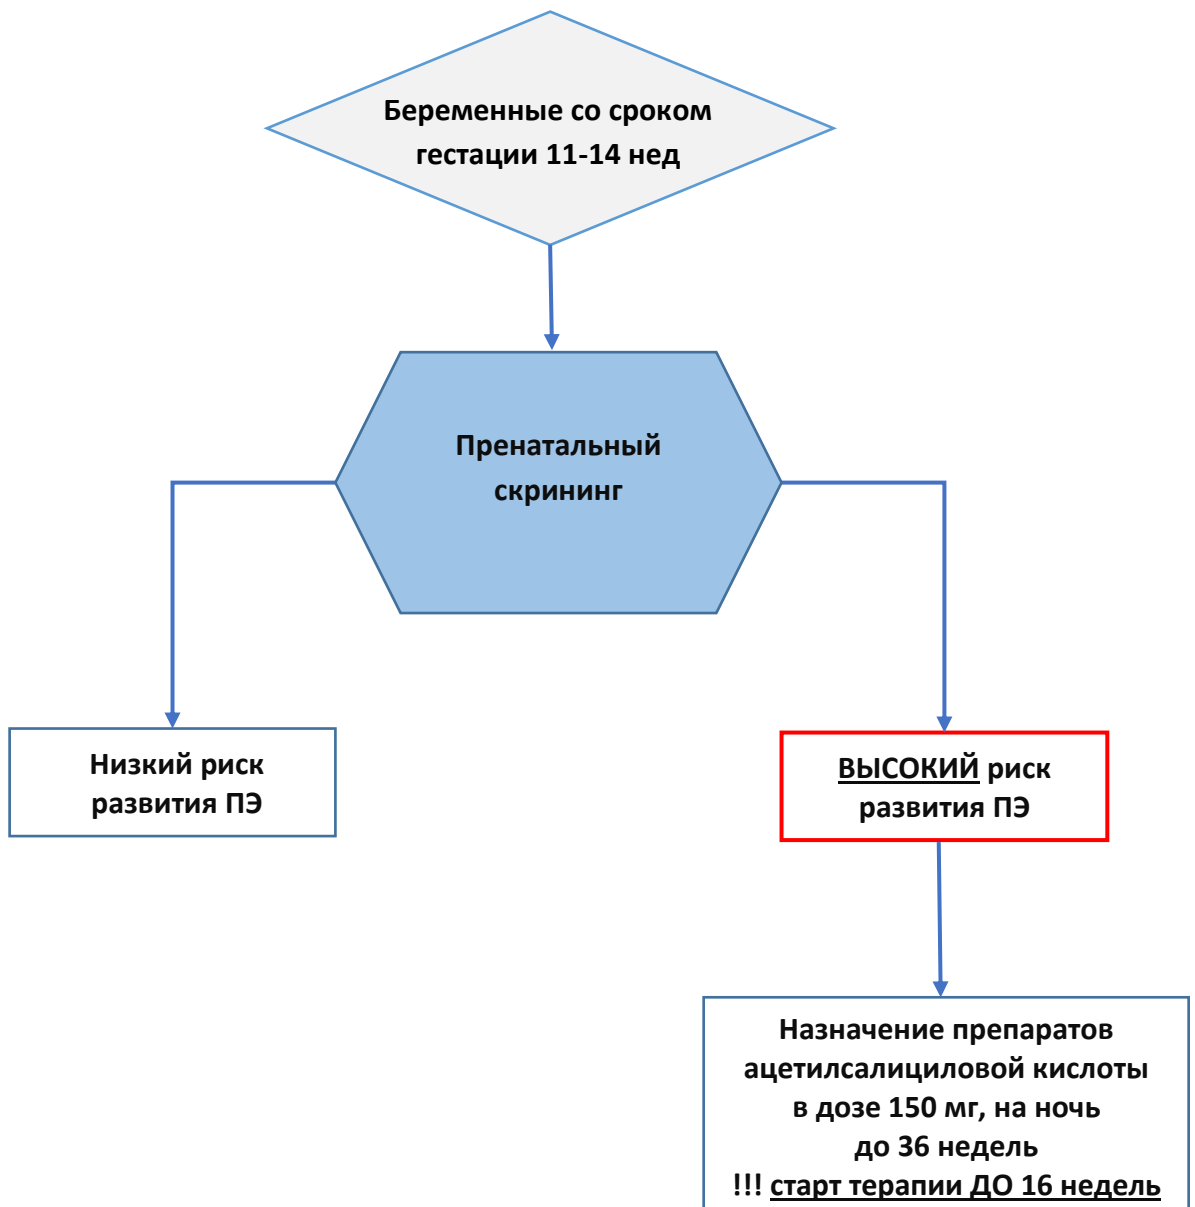 Беременные со сроком
гестации 11-14 нед
Пренатальный
скрининг
Низкий риск
развития ПЭ
ВЫСОКИЙ риск
развития ПЭ
Назначение препаратов
ацетилсалициловой кислоты
в дозе 150 мг, на ночь
до 36 недель
!!! старт терапии ДО 16 недель